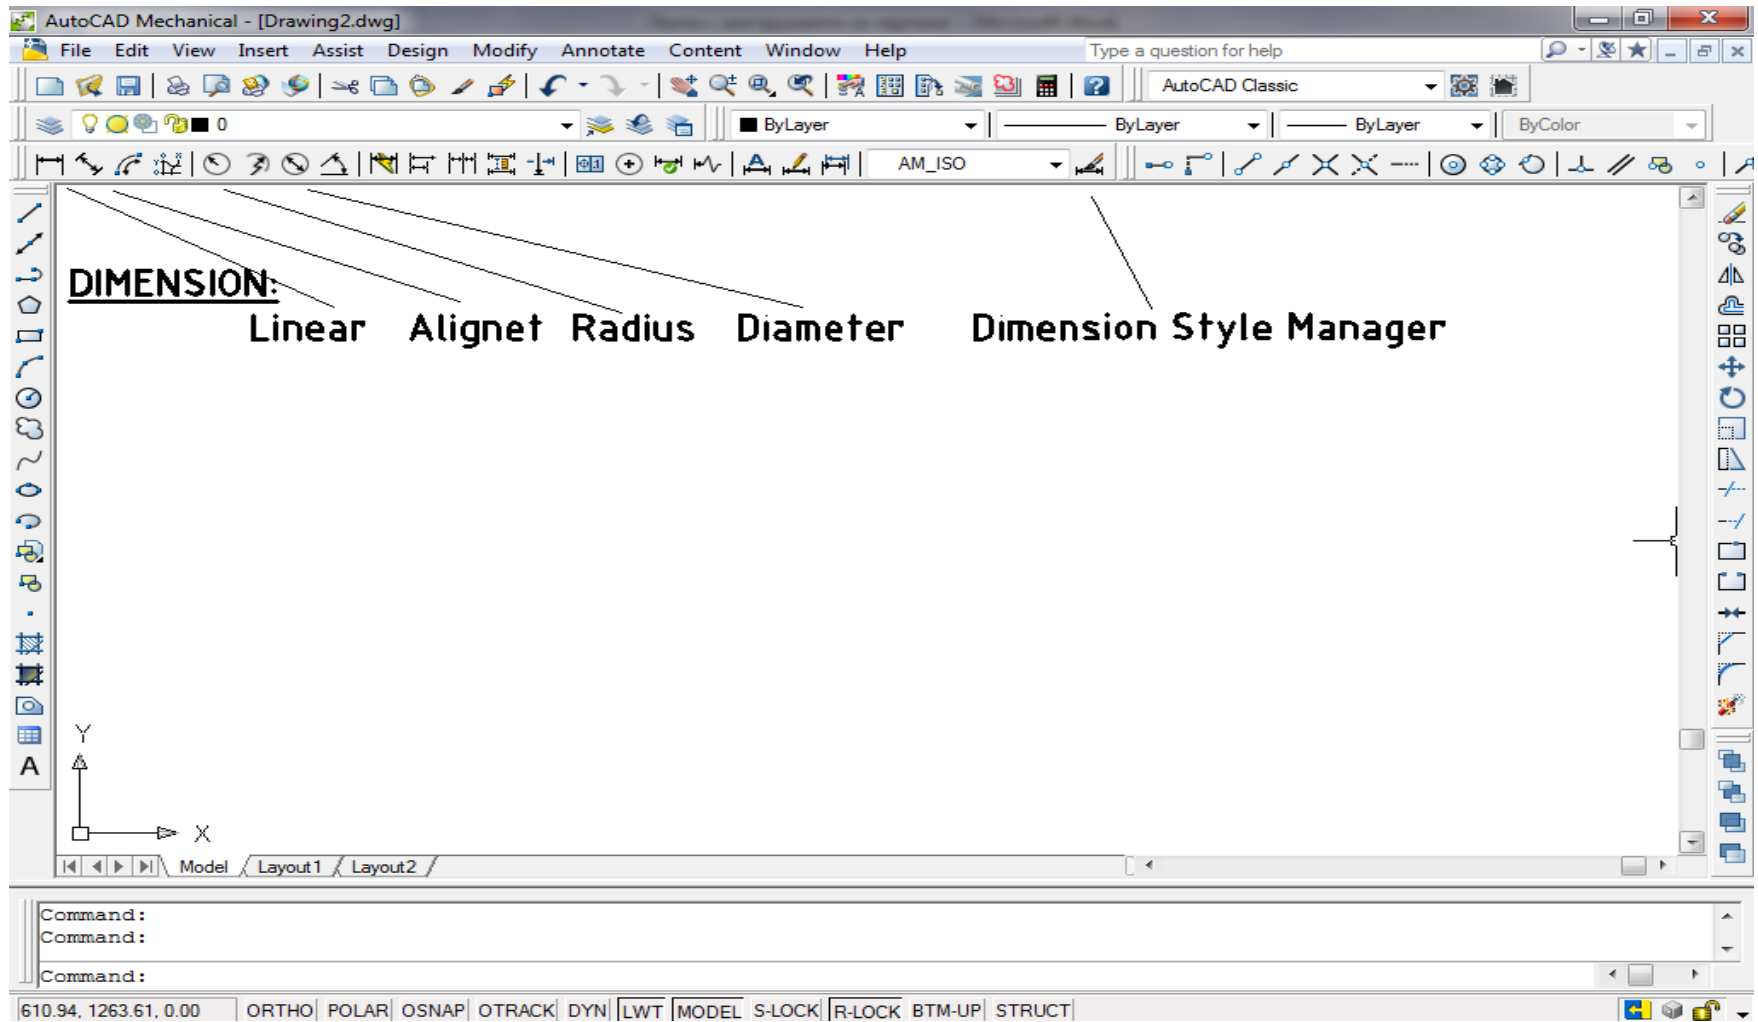 AutoCAD Mechanical - [Drawing2.dwg]
File Edit View Insert Assist Design Modify Annotate Content Window Help Type a question for help
AutoCAD Classic
0 ByLayer ByLayer ByLayer ByColor
AM_ISO
DIMENSION:
Linear Alignet Radius Diameter Dimension Style Manager
A
Y
X
Model Layout1 Layout2
Command:
Command:
Command:
610.94, 1263.61, 0.00 ORTHO POLAR OSNAP OTRACK DYN LWT MODEL S-LOCK R-LOCK BTM-UP STRUCT